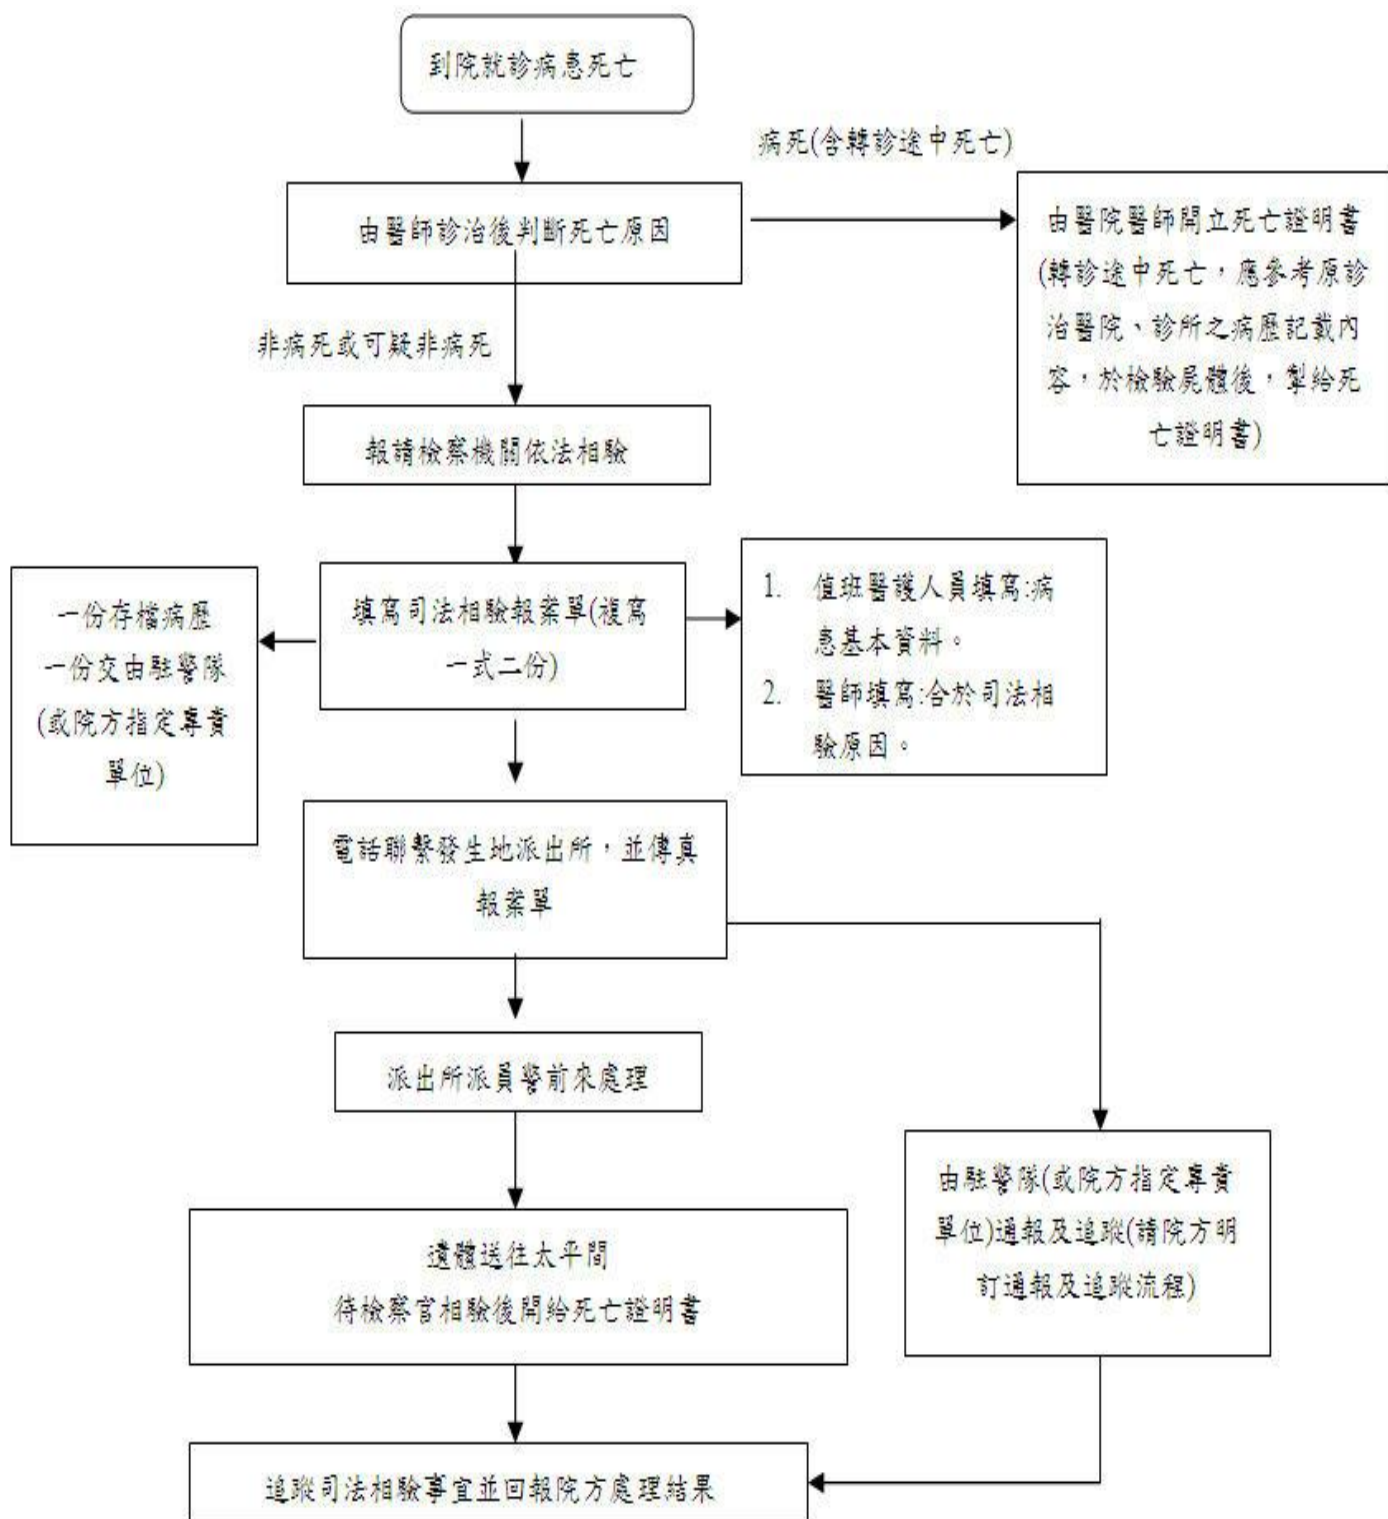 到院就診病患死亡
病死(含轉診途中死亡)
由醫師診治後判斷死亡原因
由醫院醫師開立死亡證明書
(轉診途中死亡，應參考原診
治醫院、診所之病歷記載內
容，於檢驗屍體後，掣給死
亡證明書)
非病死或可疑非病死
報請檢察機關依法相驗
填寫司法相驗報案單(複寫
一式二份)
一份存檔病歷
一份交由駐警隊
(或院方指定專責
單位)
1. 值班醫護人員填寫:病
患基本資料。
2. 醫師填寫:合於司法相
驗原因。
電話聯繫發生地派出所，並傳真
報案單
派出所派員警前來處理
由駐警隊(或院方指定專責
單位)通報及追蹤(請院方明
訂通報及追蹤流程)
遺體送往太平間
待檢察官相驗後開給死亡證明書
追蹤司法相驗事宜並回報院方處理結果